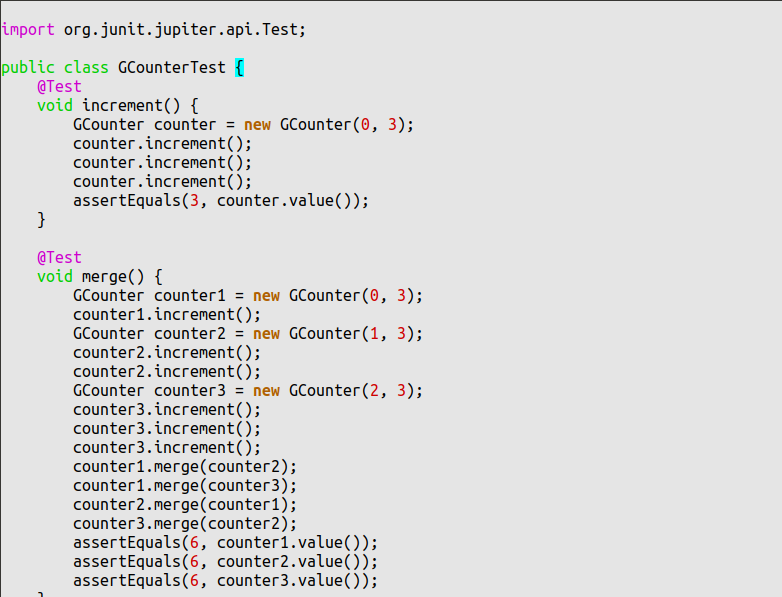 import org.junit.jupiter.api.Test;
public class GCounterTest {
@Test
void increment() {
GCounter counter = new GCounter(0, 3);
counter.increment();
counter.increment();
counter.increment();
assertEquals(3, counter.value());
}
@Test
void merge() {
GCounter counter1 = new GCounter(0, 3);
counter1.increment();
GCounter counter2 = new GCounter(1, 3);
counter2.increment();
counter2.increment();
GCounter counter3 = new GCounter(2, 3);
counter3.increment();
counter3.increment();
counter3.increment();
counter1.merge(counter2);
counter1.merge(counter3);
counter2.merge(counter1);
counter3.merge(counter2);
assertEquals(6, counter1.value());
assertEquals(6, counter2.value());
assertEquals(6, counter3.value());